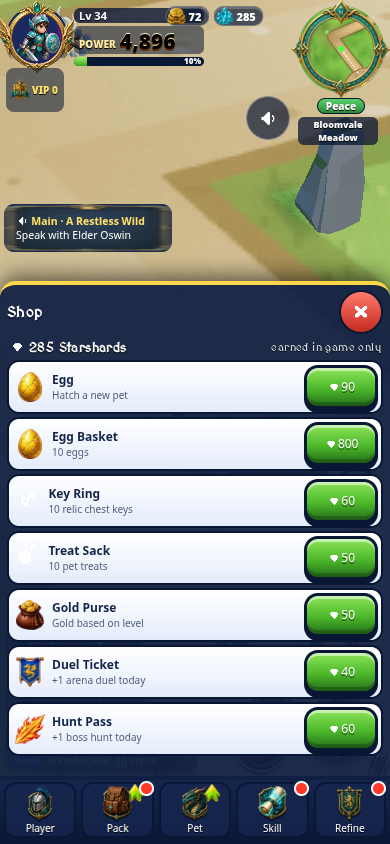 Lv 34
72
285
POWER 4,896
10%
VIP 0
Peace
Bloomvale
Meadow
Main · A Restless Wild
Speak with Elder Oswin
Shop
285 Starshards
earned in game only
Egg
Hatch a new pet
90
Egg Basket
10 eggs
800
Key Ring
10 relic chest keys
60
Treat Sack
10 pet treats
50
Gold Purse
Gold based on level
50
Duel Ticket
+1 arena duel today
40
Hunt Pass
+1 boss hunt today
60
World
gg arena
Player
Pack
Pet
Skill
Refine